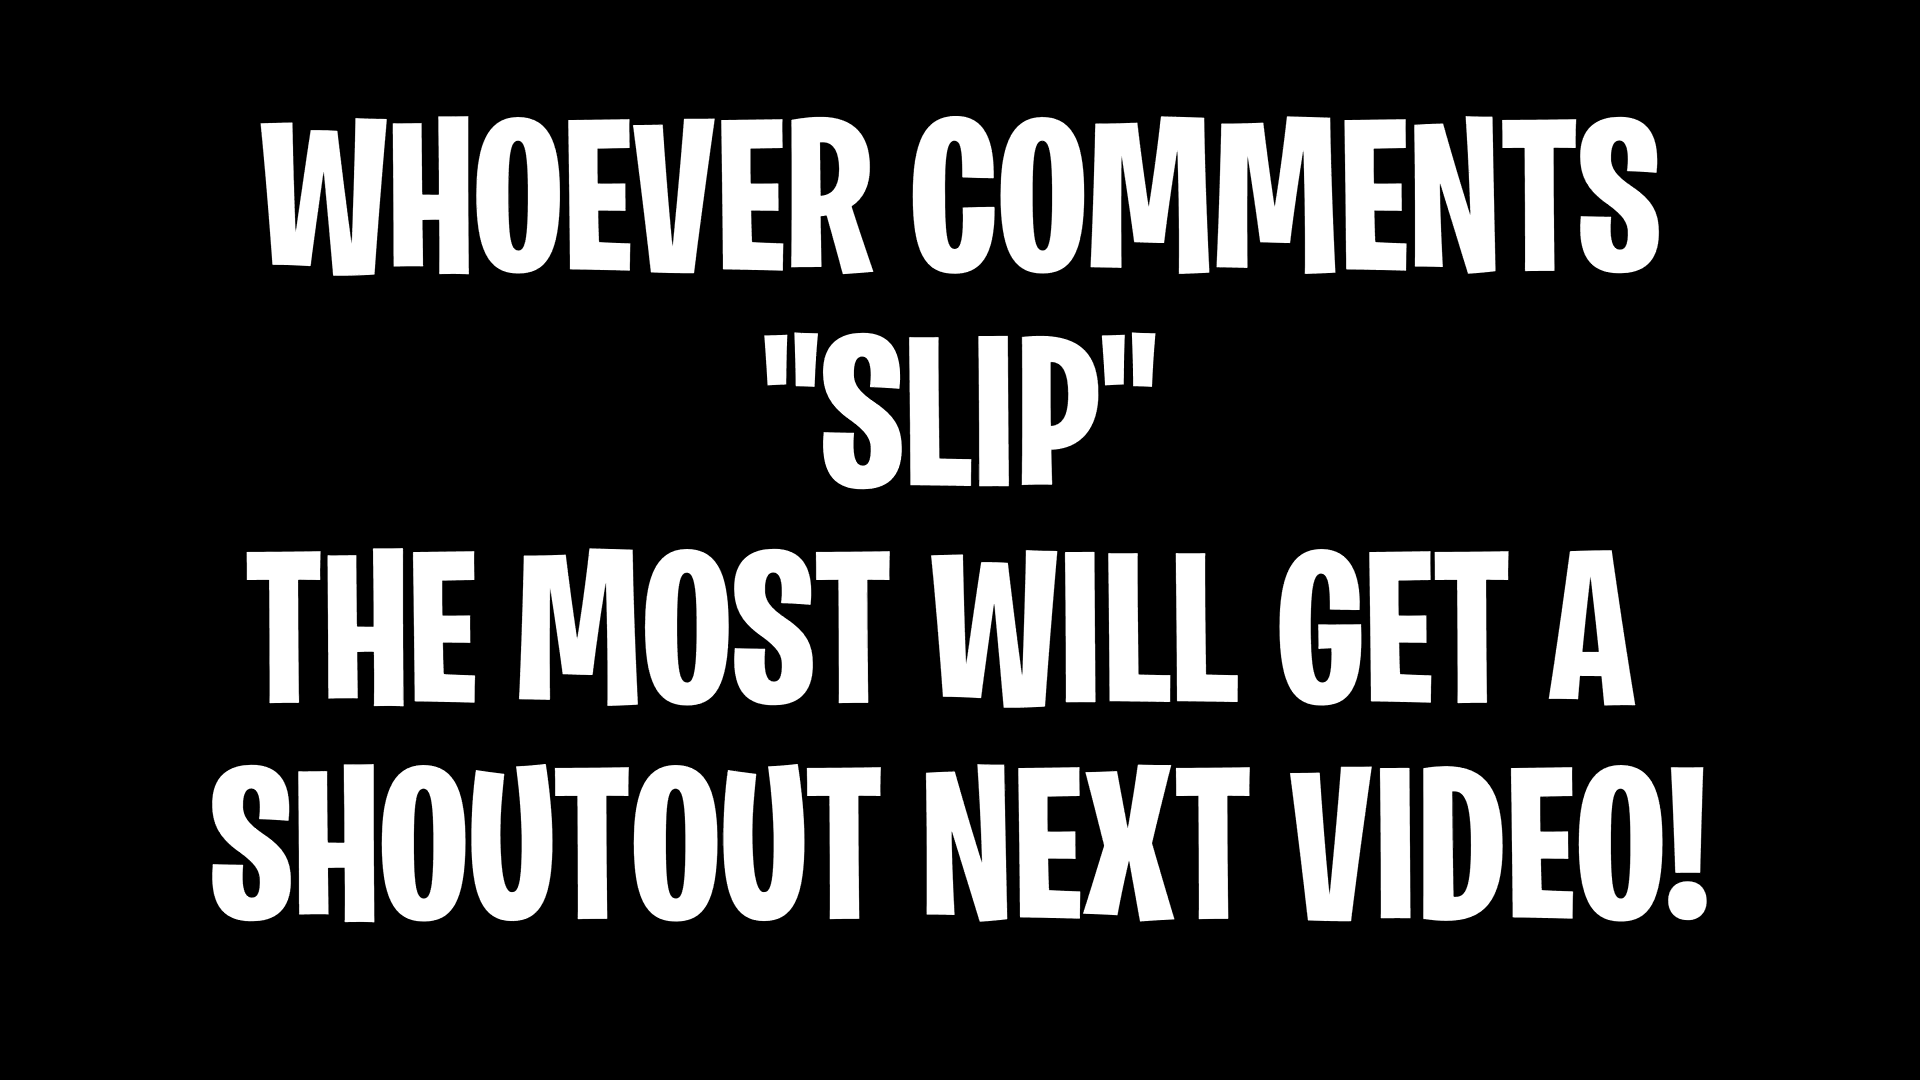 WHOEVER COMMENTS
"SLIP"
THE MOST WILL GET A
SHOUTOUT NEXT VIDEO!